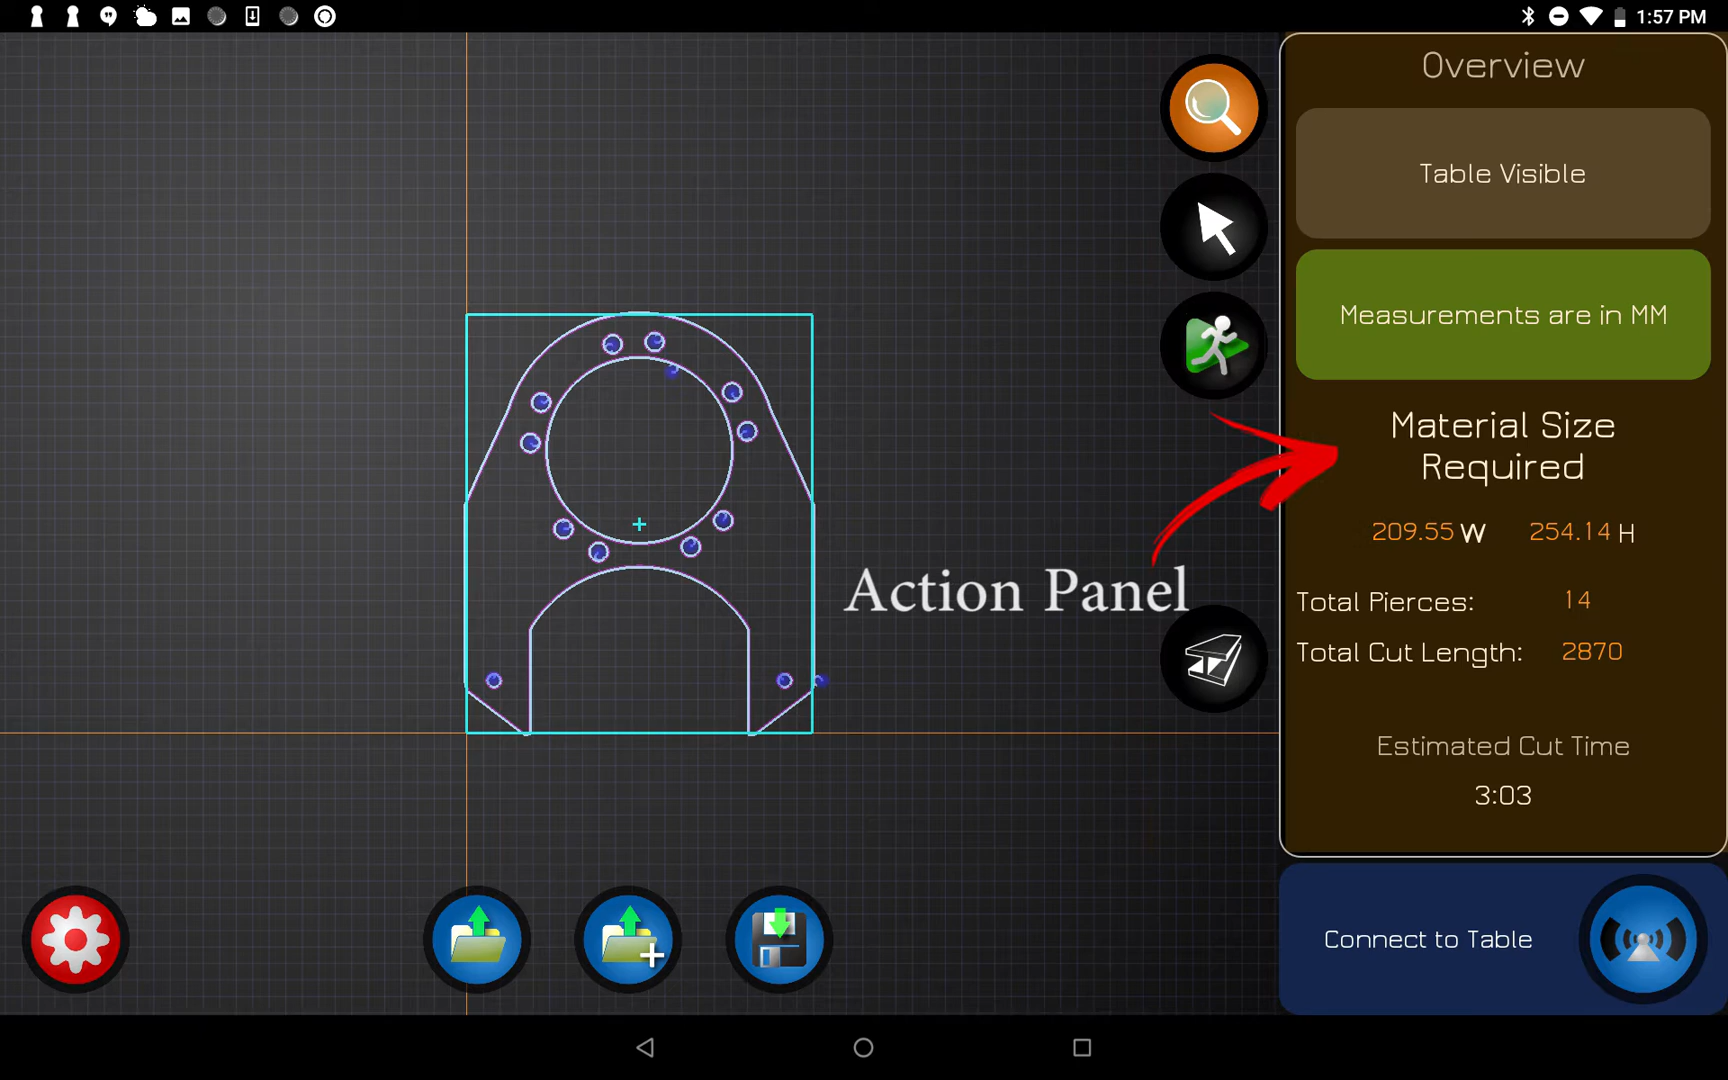 1:57 PM
Overview
Table Visible
Measurements are in MM
Material Size
Required
209.55 W 254.14 H
Action Panel
Total Pierces: 14
Total Cut Length: 2870
Estimated Cut Time
3:03
Connect to Table